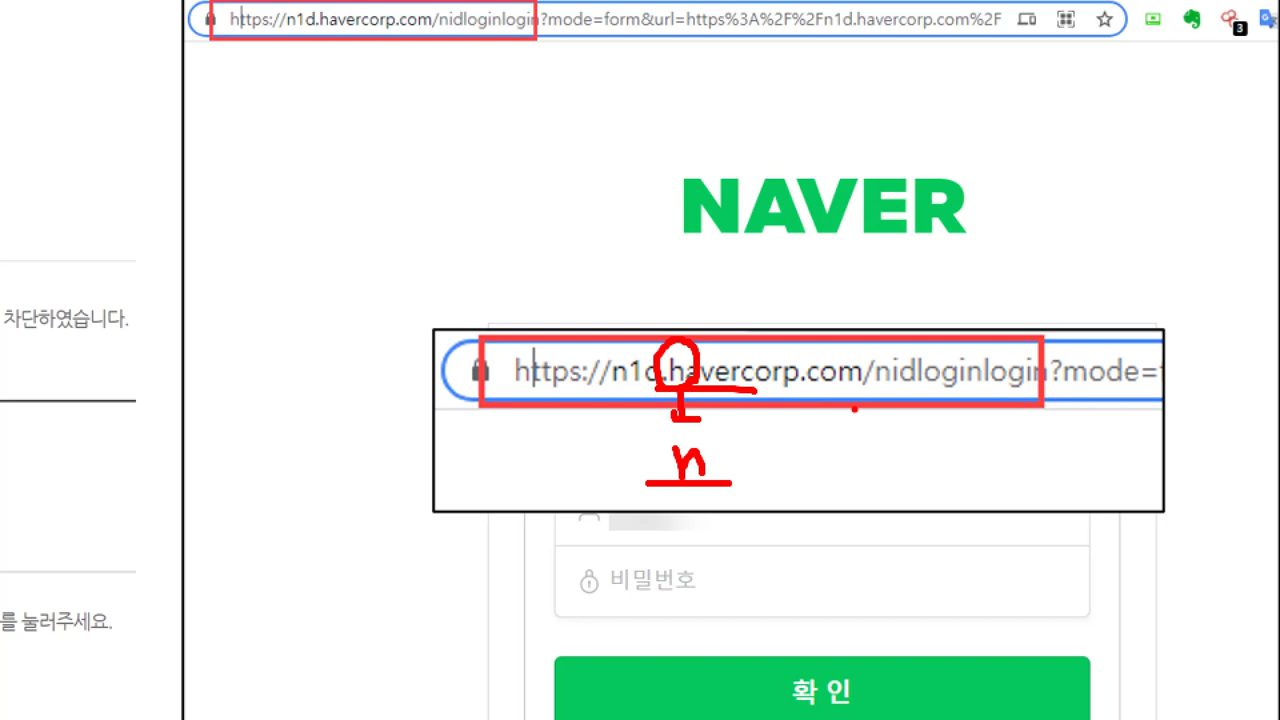 https://n1d.havercorp.com/nidloginlogin?mode=form&url=https%3A%2F%2Fn1d.havercorp.com%2F
3
NAVER
차단하였습니다.
https://n1d.havercorp.com/nidloginlogin?mode=
n
비밀번호
를 눌러주세요.
확인